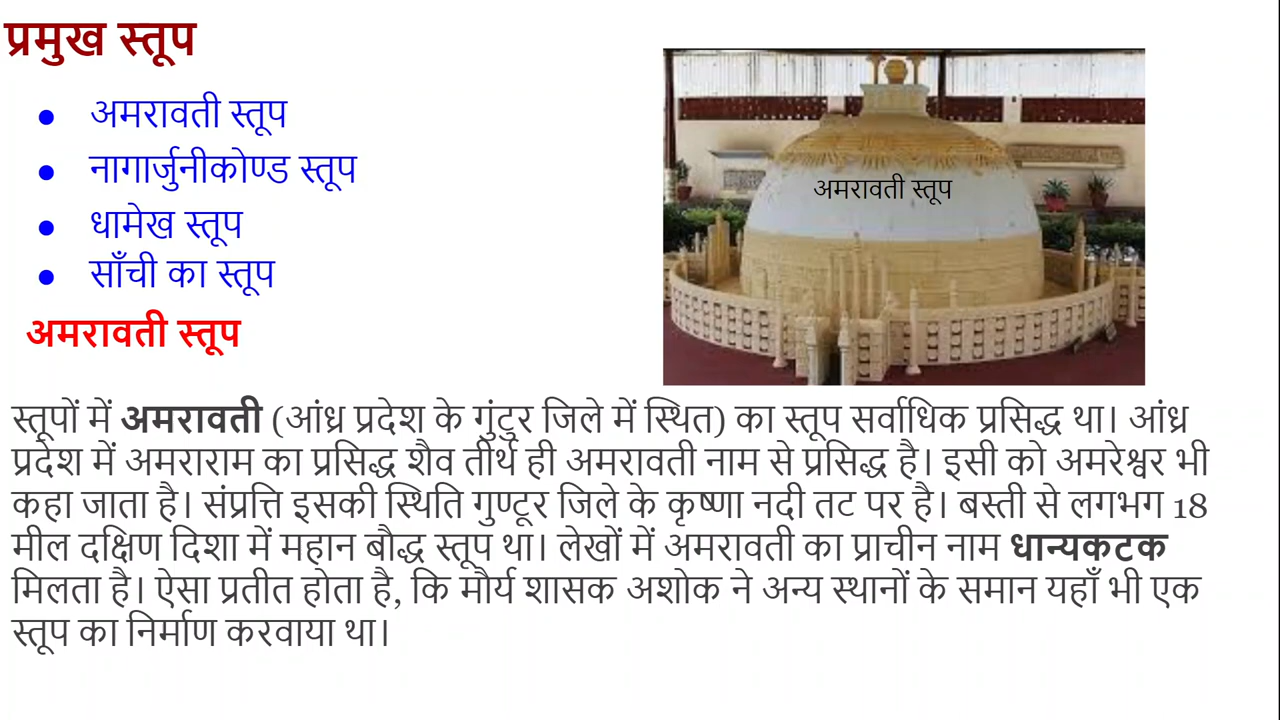 प्रमुख स्तूप
● अमरावती स्तूप
● नागार्जुनीकोण्ड स्तूप
● धामेख स्तूप
● साँची का स्तूप
अमरावती स्तूप
अमरावती स्तूप
स्तूपों में अमरावती (आंध्र प्रदेश के गुंटुर जिले में स्थित) का स्तूप सर्वाधिक प्रसिद्ध था। आंध्र
प्रदेश में अमराराम का प्रसिद्ध शैव तीर्थ ही अमरावती नाम से प्रसिद्ध है। इसी को अमरेश्वर भी
कहा जाता है। संप्रत्ति इसकी स्थिति गुण्टूर जिले के कृष्णा नदी तट पर है। बस्ती से लगभग 18
मील दक्षिण दिशा में महान बौद्ध स्तूप था। लेखों में अमरावती का प्राचीन नाम धान्यकटक
मिलता है। ऐसा प्रतीत होता है, कि मौर्य शासक अशोक ने अन्य स्थानों के समान यहाँ भी एक
स्तूप का निर्माण करवाया था।